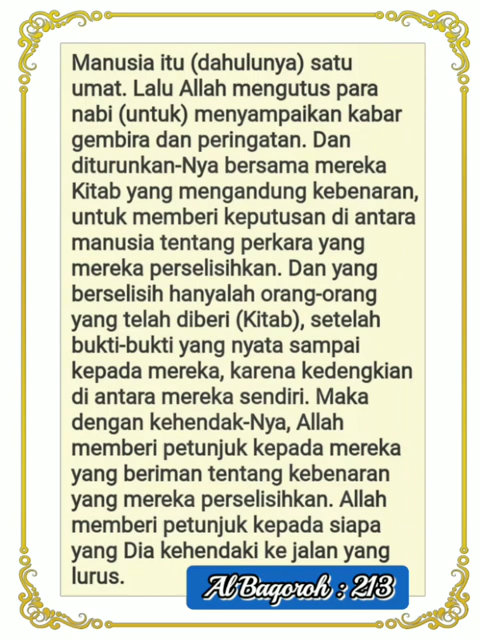 Manusia itu (dahulunya) satu
umat. Lalu Allah mengutus para
nabi (untuk) menyampaikan kabar
gembira dan peringatan. Dan
diturunkan-Nya bersama mereka
Kitab yang mengandung kebenaran,
untuk memberi keputusan di antara
manusia tentang perkara yang
mereka perselisihkan. Dan yang
berselisih hanyalah orang-orang
yang telah diberi (Kitab), setelah
bukti-bukti yang nyata sampai
kepada mereka, karena kedengkian
di antara mereka sendiri. Maka
dengan kehendak-Nya, Allah
memberi petunjuk kepada mereka
yang beriman tentang kebenaran
yang mereka perselisihkan. Allah
memberi petunjuk kepada siapa
yang Dia kehendaki ke jalan yang
lurus.
Al Baqoroh : 213